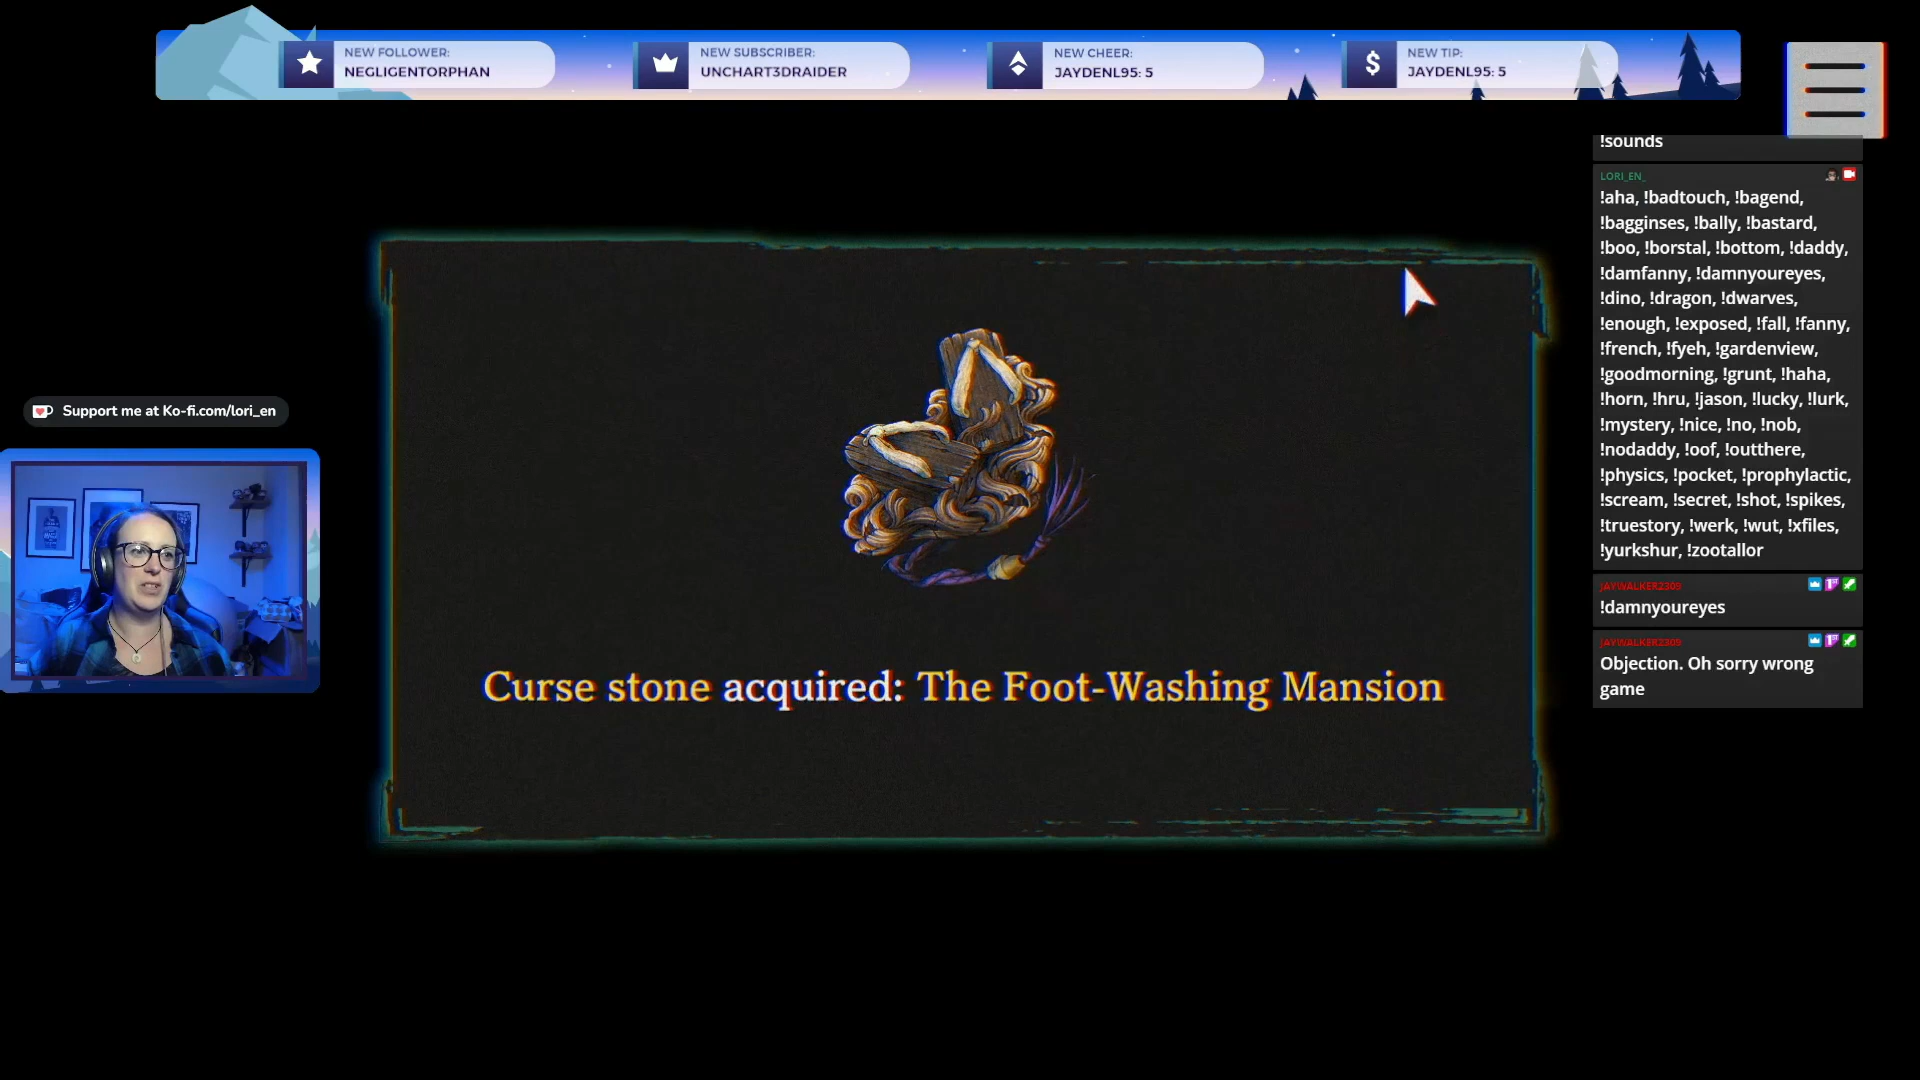 NEW FOLLOWER:
NEGLIGENTORPHAN
NEW SUBSCRIBER:
UNCHART3DRAIDER
NEW CHEER:
JAYDENL95: 5
NEW TIP:
JAYDENL95: 5
!sounds
LORI_EN_
!aha, !badtouch, !bagend,
!bagginses, !bally, !bastard,
!boo, !borstal, !bottom, !daddy,
!damfanny, !damnyoureyes,
!dino, !dragon, !dwarves,
!enough, !exposed, !fall, !fanny,
!french, !fyeh, !gardenview,
!goodmorning, !grunt, !haha,
!horn, !hru, !jason, !lucky, !lurk,
!mystery, !nice, !no, !nob,
!nodaddy, !oof, !outthere,
!physics, !pocket, !prophylactic,
!scream, !secret, !shot, !spikes,
!truestory, !werk, !wut, !xfiles,
!yurkshur, !zootallor
JAYWALKER2309
!damnyoureyes
JAYWALKER2309
Objection. Oh sorry wrong
game
Support me at Ko-fi.com/lori_en
Curse stone acquired: The Foot-Washing Mansion